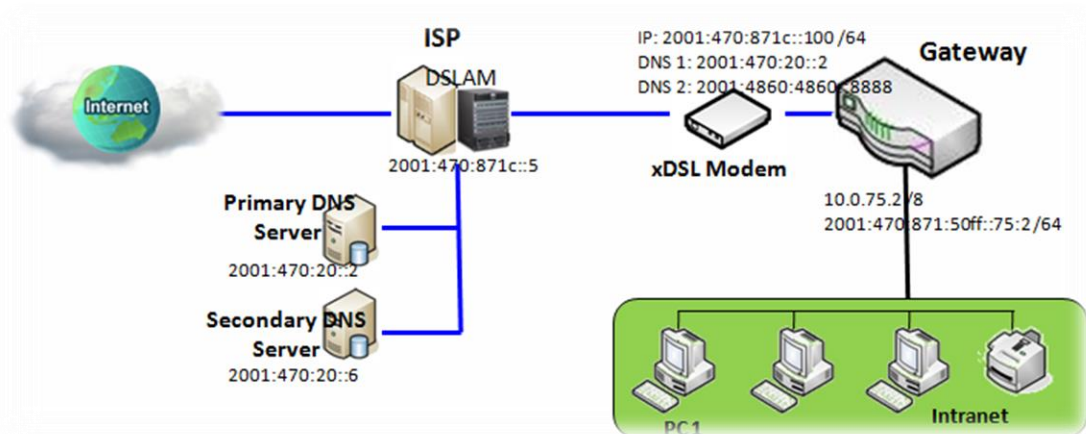 ISP
DSLAM
Internet
2001:470:871c::5
Primary DNS
Server
2001:470:20::2
Secondary DNS
Server
2001:470:20::6
IP: 2001:470:871c::100 /64
DNS 1: 2001:470:20::2
DNS 2: 2001:4860:4860::8888
Gateway
xDSL Modem
10.0.75.2 /8
2001:470:871:50ff::75:2/64
PC1
Intranet